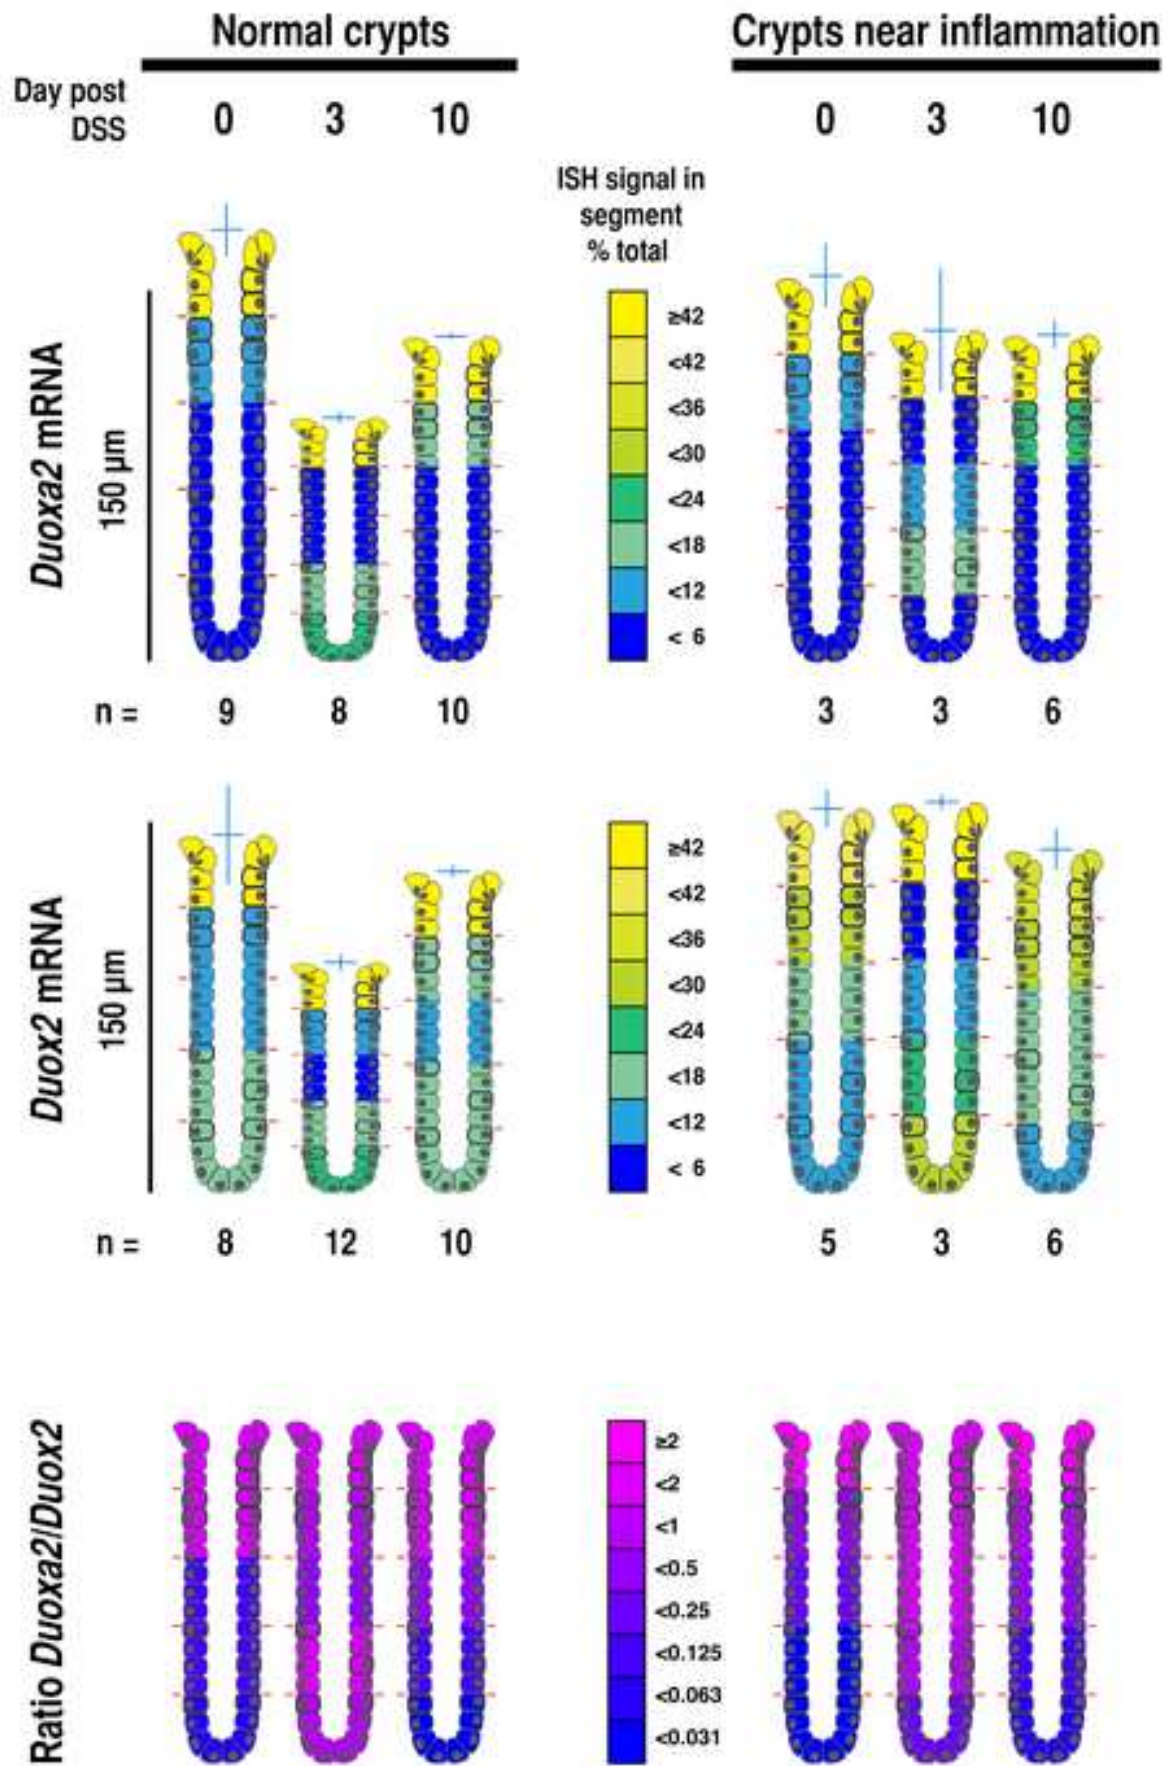 Normal crypts
Crypts near inflammation
Day post
DSS
0 3 10
0 3 10
ISH signal in
segment
% total
Duoxa2 mRNA
150 µm
≥42
<42
<36
<30
<24
<18
<12
< 6
n = 9 8 10
3 3 6
Duox2 mRNA
150 µm
≥42
<42
<36
<30
<24
<18
<12
< 6
n = 8 12 10
5 3 6
Ratio Duoxa2/Duox2
≥2
<2
<1
<0.5
<0.25
<0.125
<0.063
<0.031